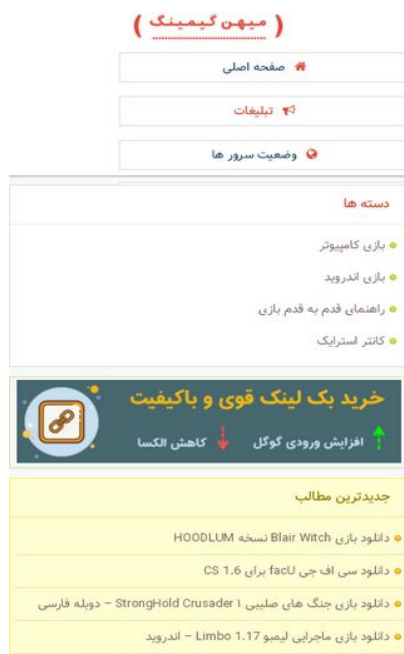 ( میهن گیمینگ )
صفحه اصلی
تبلیغات
وضعیت سرور ها
دسته ها
بازی کامپیوتر
بازی اندروید
راهنمای قدم به قدم بازی
کانتر استرایک
خرید بک لینک قوی و باکیفیت
افزایش ورودی گوگل کاهش الکسا
جدیدترین مطالب
دانلود بازی Blair Witch نسخه HOODLUM
دانلود سی اف جی facU برای CS 1.6
دانلود بازی جنگ های صلیبی StrongHold Crusader ۱ – دوبله فارسی
دانلود بازی ماجرایی لیمبو Limbo 1.17 – اندروید